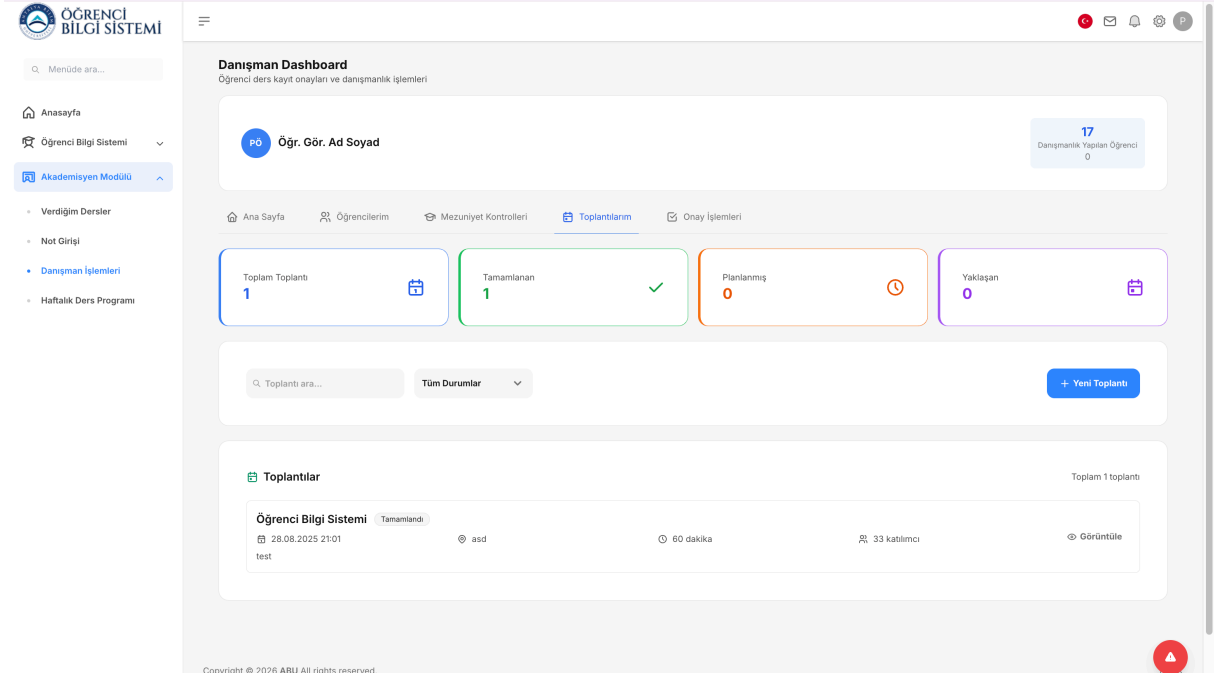 ÖĞRENCİ
BİLGİ SİSTEMİ
P
Menüde ara...
Anasayfa
Öğrenci Bilgi Sistemi
Akademisyen Modülü
Verdiğim Dersler
Not Girişi
Danışman İşlemleri
Haftalık Ders Programı
Danışman Dashboard
Öğrenci ders kayıt onayları ve danışmanlık işlemleri
PÖ Öğr. Gör. Ad Soyad
17
Danışmanlık Yapılan Öğrenci
0
Ana Sayfa Öğrencilerim Mezuniyet Kontrolleri Toplantılarım Onay İşlemleri
Toplam Toplantı
1
Tamamlanan
1
Planlanmış
0
Yaklaşan
0
Toplantı ara... Tüm Durumlar + Yeni Toplantı
Toplantılar Toplam 1 toplantı
Öğrenci Bilgi Sistemi Tamamlandı
28.08.2025 21:01 asd 60 dakika 33 katılımcı Görüntüle
test
Copyright © 2026 ABU All rights reserved.